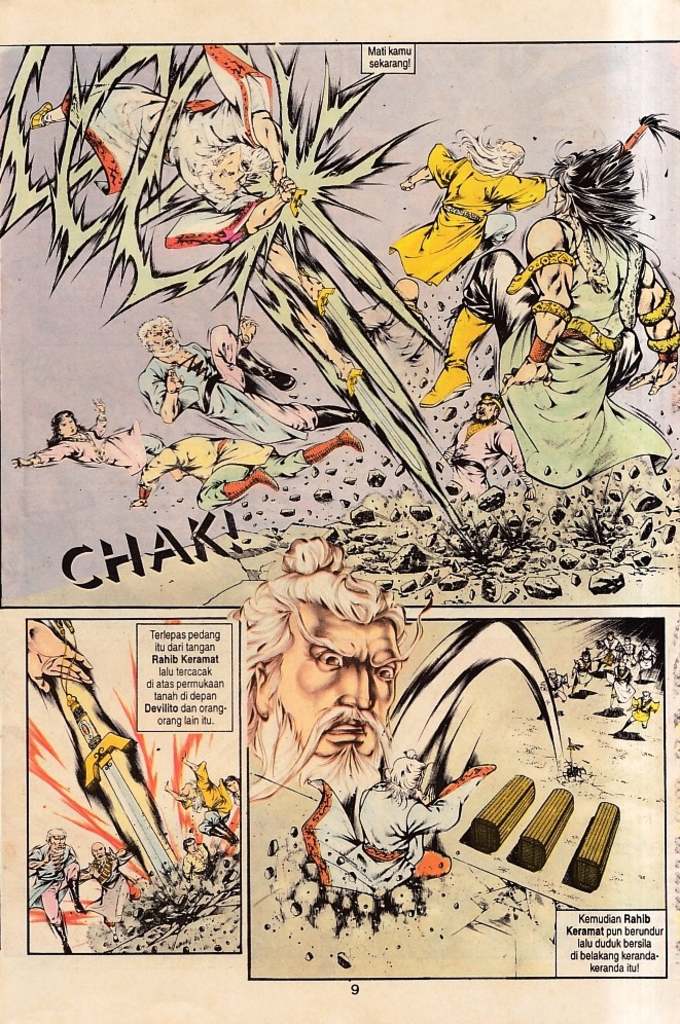 Mati kamu
sekarang!
CHAK!
Terlepas pedang
itu dari tangan
Rahib Keramat
lalu tercacak
di atas permukaan
tanah di depan
Devilito dan orang-
orang lain itu.
Kemudian Rahib
Keramat pun berundur
lalu duduk bersila
di belakang keranda-
keranda itu!
9